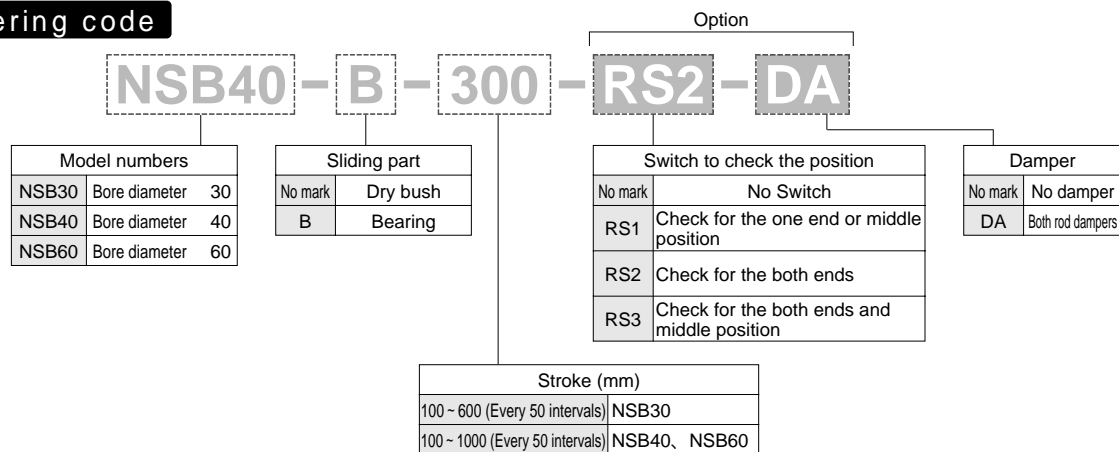 ering code
Option
NSB40-B-300-RS2-DA
Model numbers
NSB30 Bore diameter 30
NSB40 Bore diameter 40
NSB60 Bore diameter 60
Sliding part
No mark Dry bush
B Bearing
Switch to check the position
No mark No Switch
RS1 Check for the one end or middle
position
RS2 Check for the both ends
RS3 Check for the both ends and
middle position
Damper
No mark No damper
DA Both rod dampers
Stroke (mm)
100 ~ 600 (Every 50 intervals) NSB30
100 ~ 1000 (Every 50 intervals) NSB40、NSB60